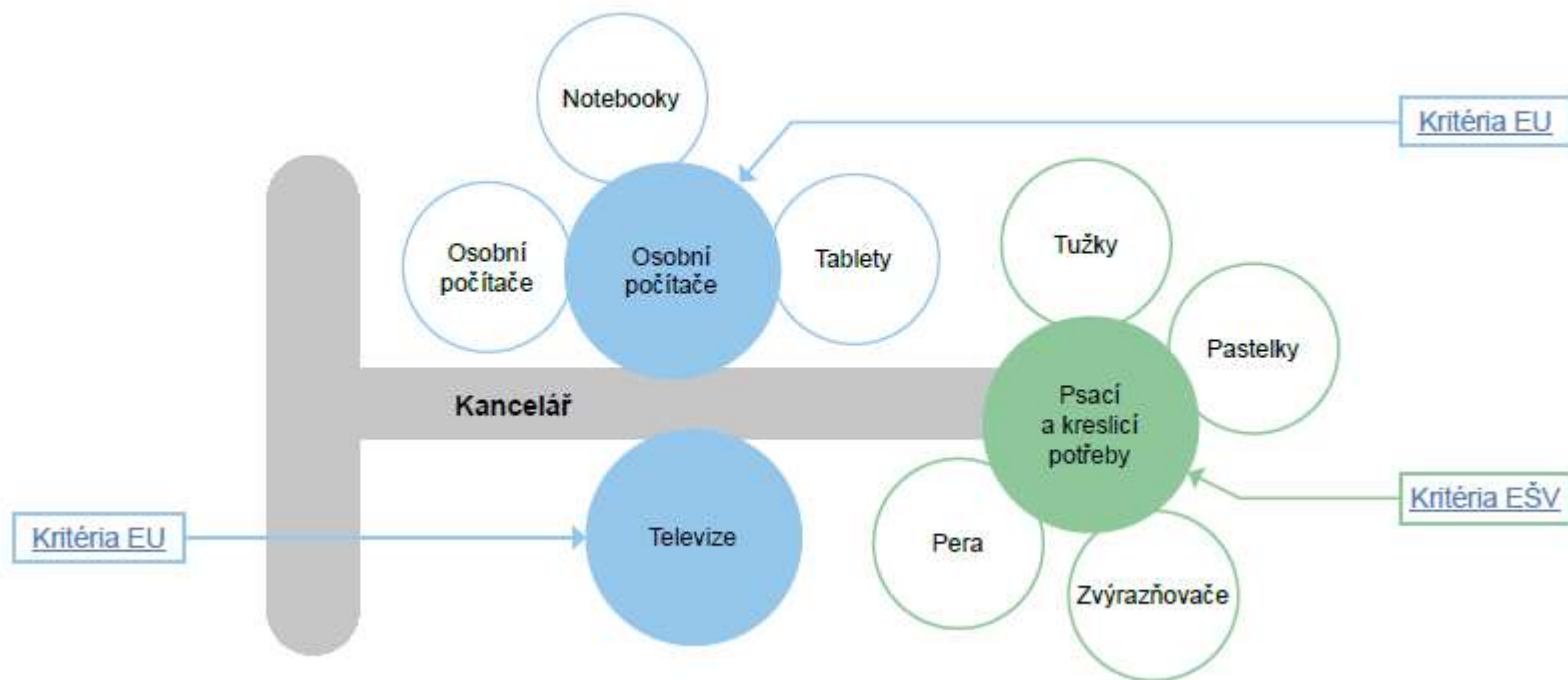 Notebooky
Kritéria EU
Osobní
počítače
Osobní
počítače
Tablety
Tužky
Pastelky
Kancelář
Psací
a kreslicí
potřeby
Kritéria EŠV
Kritéria EU
Televize
Pera
Zvýrazňovače